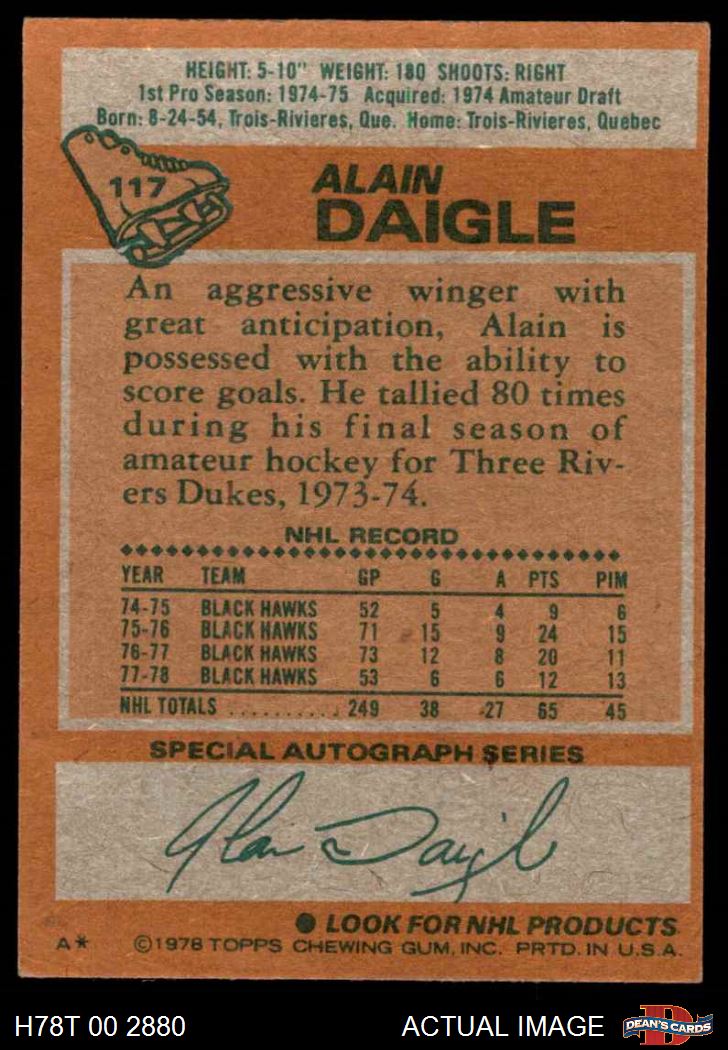 HEIGHT: 5-10" WEIGHT: 180 SHOOTS: RIGHT
1st Pro Season: 1974-75 Acquired: 1974 Amateur Draft
Born: 8-24-54, Trois-Rivieres, Que. Home: Trois-Rivieres, Quebec
117
ALAIN
DAIGLE
An aggressive winger with
great anticipation, Alain is
possessed with the ability to
score goals. He tallied 80 times
during his final season of
amateur hockey for Three Riv-
ers Dukes, 1973-74.
NHL RECORD
YEAR TEAM GP G A PTS PIM
74-75 BLACK HAWKS 52 5 4 9 6
75-76 BLACK HAWKS 71 15 9 24 15
76-77 BLACK HAWKS 73 12 8 20 11
77-78 BLACK HAWKS 53 6 6 12 13
NHL TOTALS .......... 249 38 27 65 45
SPECIAL AUTOGRAPH SERIES
Alain Daigle
LOOK FOR NHL PRODUCTS
A* ©1978 TOPPS CHEWING GUM, INC. PRTD. IN U.S.A.
H78T 00 2880 ACTUAL IMAGE
D DEAN'S CARDS